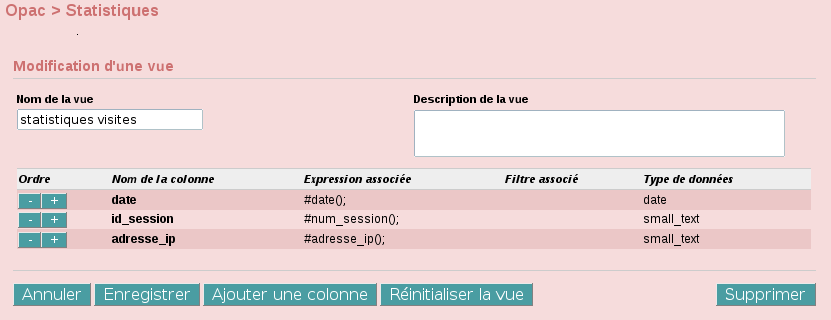 Opac > Statistiques
Modification d'une vue
Nom de la vue Description de la vue
statistiques visites
Ordre Nom de la colonne Expression associée Filtre associé Type de données
- + date #date(); date
- + id_session #num_session(); small_text
- + adresse_ip #adresse_ip(); small_text
Annuler Enregistrer Ajouter une colonne Réinitialiser la vue Supprimer